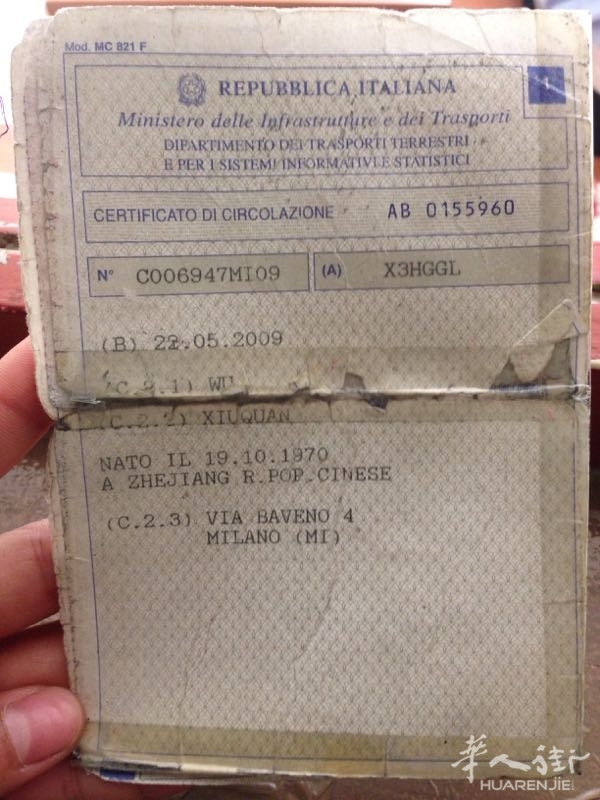 Mod. MC 821 F
REPUBBLICA ITALIANA
1
Ministero delle Infrastrutture e dei Trasporti
DIPARTIMENTO DEI TRASPORTI TERRESTRI
E PER I SISTEMI INFORMATIVI E STATISTICI
CERTIFICATO DI CIRCOLAZIONE AB 0155960
N° C006947MI09 (A) X3HGGL
(B) 22.05.2009
(C.2.1) WU
(C.2.2) XIUQUAN
NATO IL 19.10.1970
A ZHEJIANG R.POP.CINESE
(C.2.3) VIA BAVENO 4
MILANO (MI)
华人街
HUARENJIE